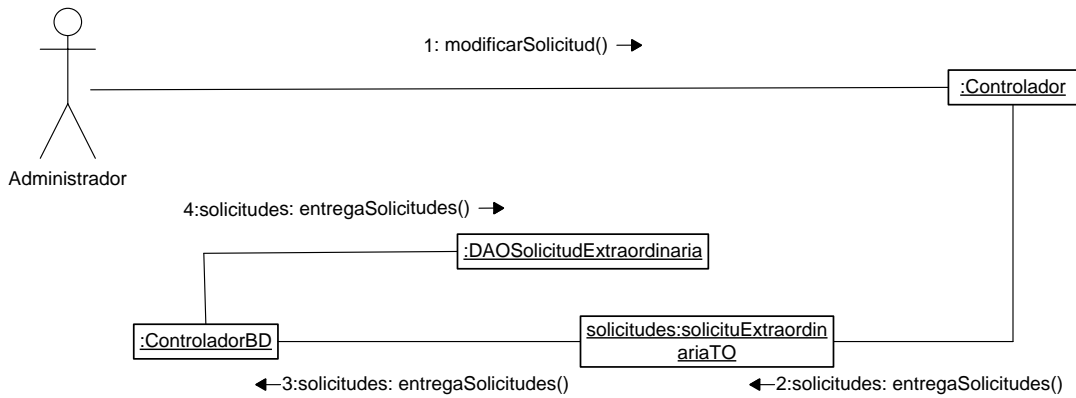 1: modificarSolicitud()
:Controlador
Administrador
4:solicitudes: entregaSolicitudes()
:DAOSolicitudExtraordinaria
:ControladorBD
solicitudes:solicituExtraordin
ariaTO
3:solicitudes: entregaSolicitudes()
2:solicitudes: entregaSolicitudes()